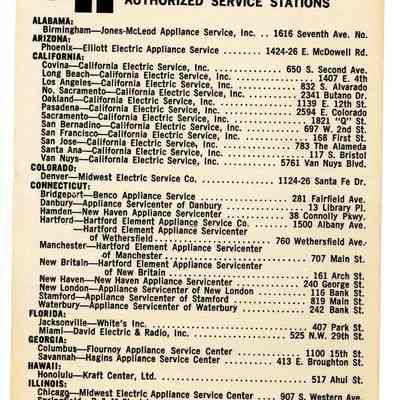 AUTHORIZED SERVICE STATIONS
ALABAMA:
Birmingham—Jones-McLeod Appliance Service, Inc. . . 1616 Seventh Ave. No.
ARIZONA:
Phoenix—Elliott Electric Appliance Service . . . . . . . . 1424-26 E. McDowell Rd.
CALIFORNIA:
Covina—California Electric Service, Inc. . . . . . . . . . . 650 S. Second Ave.
Long Beach—California Electric Service, Inc. . . . . . . . . . . 1407 E. 4th
Los Angeles—California Electric Service, Inc. . . . . . . . 832 S. Alvarado
No. Sacramento—California Electric Service, Inc. . . . . . 2341 Butano Dr.
Oakland—California Electric Service, Inc. . . . . . . . . . . 1139 E. 12th St.
Pasadena—California Electric Service, Inc. . . . . . . . . 2594 E. Colorado
Sacramento—California Electric Service, Inc. . . . . . . . . 1821 "Q" St.
San Bernadino—California Electric Service, Inc. . . . . . . 697 W. 2nd St.
San Francisco—California Electric Service, Inc. . . . . . . . 168 First St.
San Jose—California Electric Service, Inc. . . . . . . . . 783 The Alameda
Santa Ana—California Electric Service, Inc. . . . . . . . . . 117 S. Bristol
Van Nuys—California Electric Service, Inc. . . . . . . . . 5761 Van Nuys Blvd.
COLORADO:
Denver—Midwest Electric Service Co. . . . . . . . . . . . 1124-26 Santa Fe Dr.
CONNECTICUT:
Bridgeport—Benco Appliance Service . . . . . . . . . . . 281 Fairfield Ave.
Danbury—Appliance Servicenter of Danbury . . . . . . . . . 13 Library Pl.
Hamden—New Haven Appliance Servicenter . . . . . . . . 38 Connolly Pkwy.
Hartford—Hartford Element Appliance Service Co. . . . . . 1500 Albany Ave.
—Hartford Element Appliance Servicenter
of Wethersfield . . . . . . . . . . . . . . 760 Wethersfield Ave.
Manchester—Hartford Element Appliance Servicenter
of Manchester . . . . . . . . . . . . . . . . . . 707 Main St.
New Britain—Hartford Element Appliance Servicenter
of New Britain . . . . . . . . . . . . . . . . . . 161 Arch St.
New Haven—New Haven Appliance Servicenter . . . . . . . . 240 George St.
New London—Appliance Servicenter of New London . . . . . . . 116 Bank St.
Stamford—Appliance Servicenter of Stamford . . . . . . . . . 819 Main St.
Waterbury—Appliance Servicenter of Waterbury . . . . . . . . 242 Bank St.
FLORIDA:
Jacksonville—White's Inc. . . . . . . . . . . . . . . . . . 407 Park St.
Miami—David Electric & Radio, Inc. . . . . . . . . . . . 525 N.W. 29th St.
GEORGIA:
Columbus—Flournoy Appliance Service Center . . . . . . . . 1100 15th St.
Savannah—Hagins Appliance Service Center . . . . . . . 413 E. Broughton St.
HAWAII:
Honolulu—Kraft Center, Ltd. . . . . . . . . . . . . . . . . 517 Ahui St.
ILLINOIS:
Chicago—Midwest Electric Appliance Service Center . . . 907 S. Western Ave.